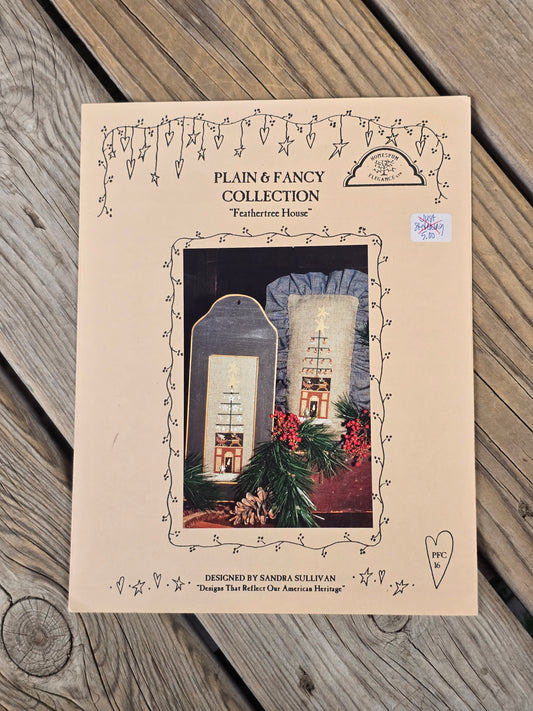 HOMESPUN
ELEGANCE LTD
PLAIN & FANCY
COLLECTION
"Feathertree House"
5.00
PFC
16
DESIGNED BY SANDRA SULLIVAN
"Designs That Reflect Our American Heritage"